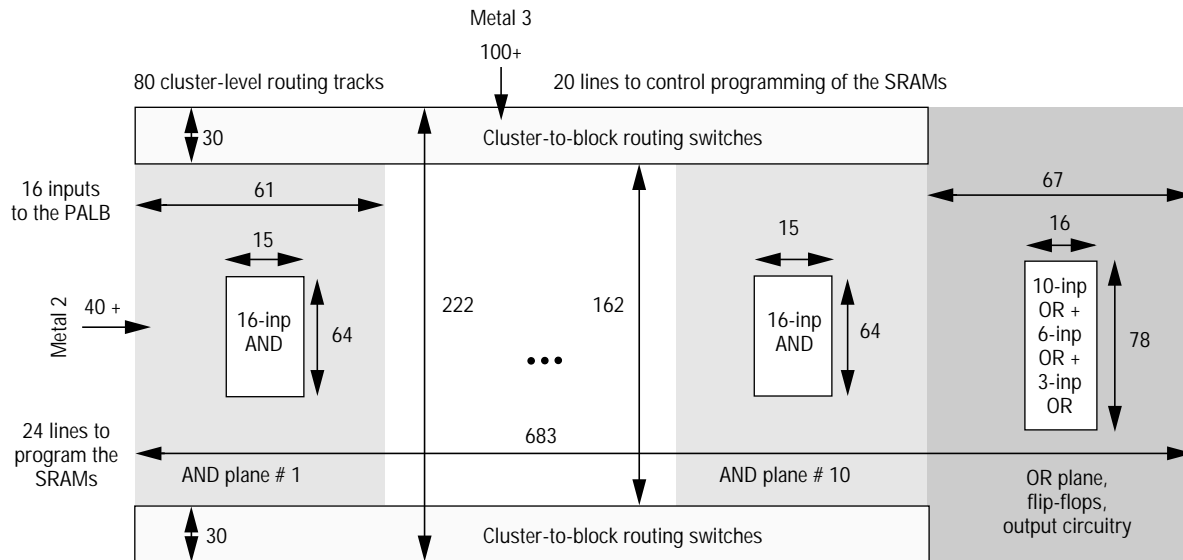 Metal 3
100+
80 cluster-level routing tracks
20 lines to control programming of the SRAMs
30
Cluster-to-block routing switches
16 inputs
to the PALB
61
67
15
15
16
Metal 2
40 +
16-inp
AND
64
222
162
16-inp
AND
64
10-inp
OR +
6-inp
OR +
3-inp
OR
78
•••
24 lines to
program the
SRAMs
683
AND plane # 1
AND plane # 10
OR plane,
flip-flops,
output circuitry
30
Cluster-to-block routing switches